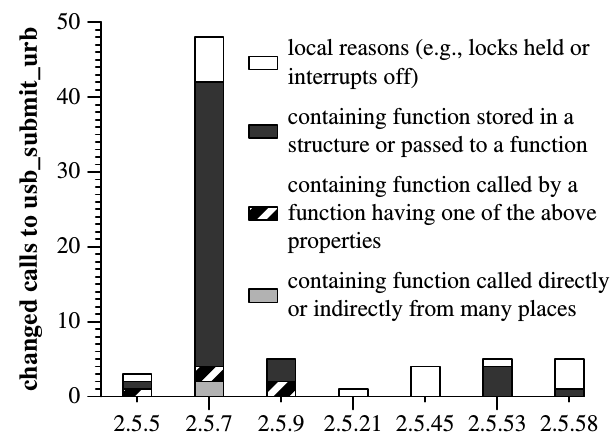 changed calls to usb_submit_urb
50
40
30
20
10
0
local reasons (e.g., locks held or
interrupts off)
containing function stored in a
structure or passed to a function
containing function called by a
function having one of the above
properties
containing function called directly
or indirectly from many places
2.5.5 2.5.7 2.5.9 2.5.21 2.5.45 2.5.53 2.5.58